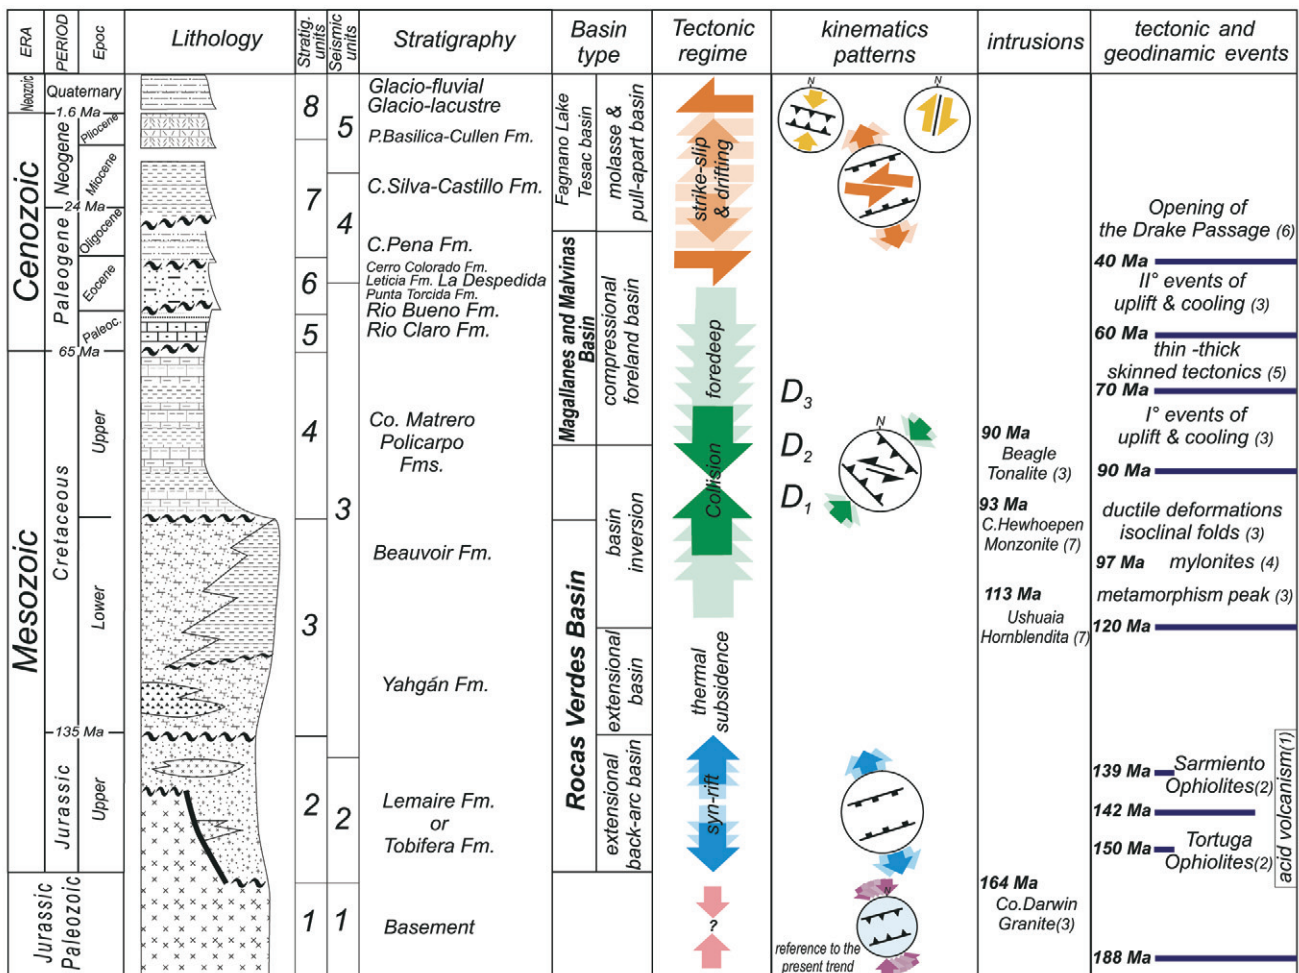 ERA
PERIOD
Epoc
Lithology
Stratig. units
Seismic units
Stratigraphy
Basin
type
Tectonic
regime
kinematics
patterns
intrusions
tectonic and
geodinamic events
Neozoic
Cenozoic
Mesozoic
Jurassic
Paleozoic
Quaternary
1.6 Ma
Neogene
24 Ma
Paleogene
65 Ma
Cretaceous
135 Ma
Jurassic
Pliocene
Miocene
Oligocene
Eocene
Paleoc.
Upper
Lower
Upper
8
7
6
5
4
3
2
1
5
4
3
2
1
Glacio-fluvial
Glacio-lacustre
P.Basilica-Cullen Fm.
C.Silva-Castillo Fm.
C.Pena Fm.
Cerro Colorado Fm.
Leticia Fm. La Despedida
Punta Torcida Fm.
Rio Bueno Fm.
Rio Claro Fm.
Co. Matrero
Policarpo
Fms.
Beauvoir Fm.
Yahgán Fm.
Lemaire Fm.
or
Tobifera Fm.
Basement
Fagnano Lake
Tesac basin
molasse &
pull-apart basin
Magallanes and Malvinas
Basin
compressional
foreland basin
basin
inversion
Rocas Verdes Basin
extensional
basin
extensional
back-arc basin
strike-slip
& drifting
foredeep
Collision
thermal
subsidence
syn-rift
?
N
N
D3
D2
D1
N
N
reference to the
present trend
90 Ma
Beagle
Tonalite (3)
93 Ma
C.Hewhoepen
Monzonite (7)
113 Ma
Ushuaia
Hornblendita (7)
164 Ma
Co.Darwin
Granite(3)
Opening of
the Drake Passage (6)
40 Ma
II° events of
uplift & cooling (3)
60 Ma
thin -thick
skinned tectonics (5)
70 Ma
I° events of
uplift & cooling (3)
90 Ma
ductile deformations
isoclinal folds (3)
97 Ma mylonites (4)
metamorphism peak (3)
120 Ma
139 Ma Sarmiento
Ophiolites(2)
142 Ma
150 Ma Tortuga
Ophiolites(2)
acid volcanism(1)
188 Ma